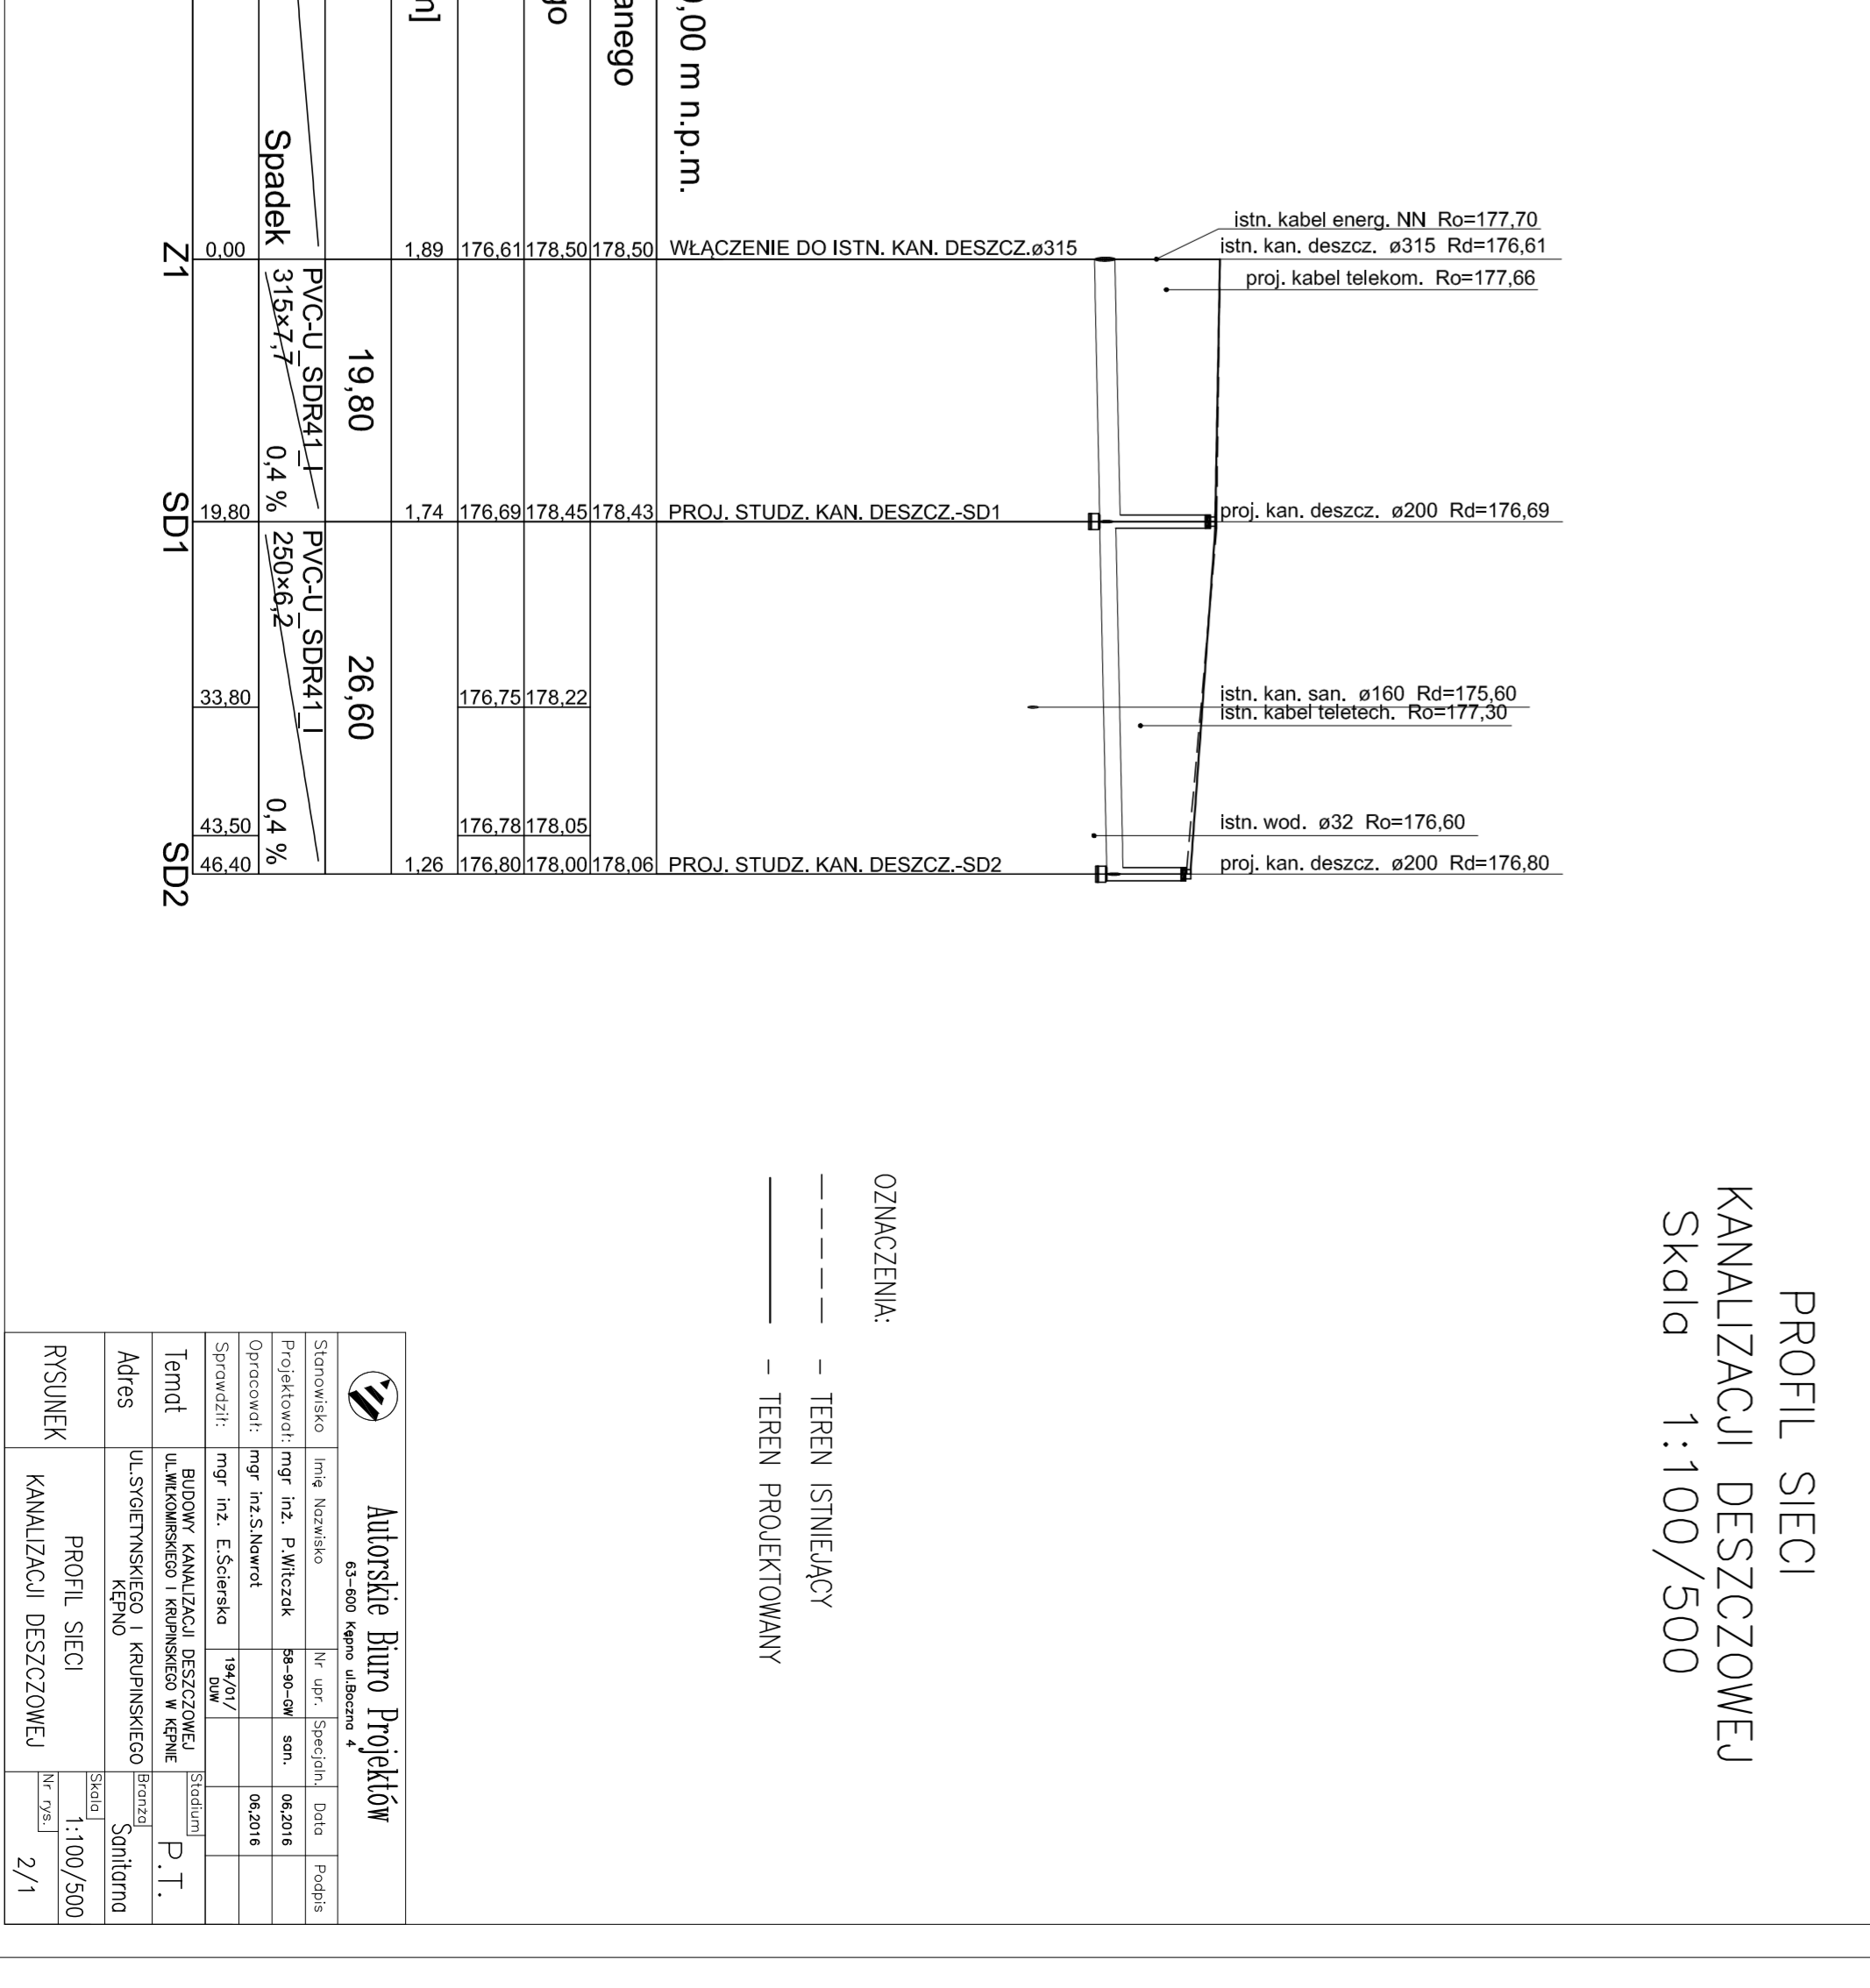 PROFIL SIECI
KANALIZACJI DESZCZOWEJ
Skala 1:100/500
istn. kabel energ. NN Ro=177,70
istn. kan. deszcz. ø315 Rd=176,61
proj. kabel telekom. Ro=177,66
proj. kan. deszcz. ø200 Rd=176,69
istn. kan. san. ø160 Rd=175,60
istn. kabel teletech. Ro=177,30
istn. wod. ø32 Ro=176,60
proj. kan. deszcz. ø200 Rd=176,80
,00 m n.p.m.
WŁĄCZENIE DO ISTN. KAN. DESZCZ.ø315
PROJ. STUDZ. KAN. DESZCZ.-SD1
PROJ. STUDZ. KAN. DESZCZ.-SD2
anego
178,50
178,43
178,06
go
178,50
178,45
178,22
178,05
178,00
176,61
176,69
176,75
176,78
176,80
m]
1,89
1,74
1,26
19,80
26,60
Spadek
PVC-U_SDR41_I
315×7,7
0,4 %
PVC-U_SDR41_I
250×6,2
0,4 %
0,00
19,80
33,80
43,50
46,40
Z1
SD1
SD2
OZNACZENIA:
- TEREN ISTNIEJĄCY
- TEREN PROJEKTOWANY
Autorskie Biuro Projektów
63-600 Kępno ul.Boczna 4
Stanowisko Imię Nazwisko Nr upr. Specjaln. Data Podpis
Projektował: mgr inż. P.Witczak 58-90-GW san. 06,2016
Opracował: mgr inż.S.Nawrot 06,2016
Sprawdził: mgr inż. E.Ścierska 194/01/
DUW
Temat
BUDOWY KANALIZACJI DESZCZOWEJ
UL.WIŁKOMIRSKIEGO I KRUPINSKIEGO W KĘPNIE
Stadium
P.T.
Adres
UL.SYGIETYNSKIEGO I KRUPINSKIEGO
KĘPNO
Branża
Sanitarna
RYSUNEK
PROFIL SIECI
KANALIZACJI DESZCZOWEJ
Skala
1:100/500
Nr rys.
2/1